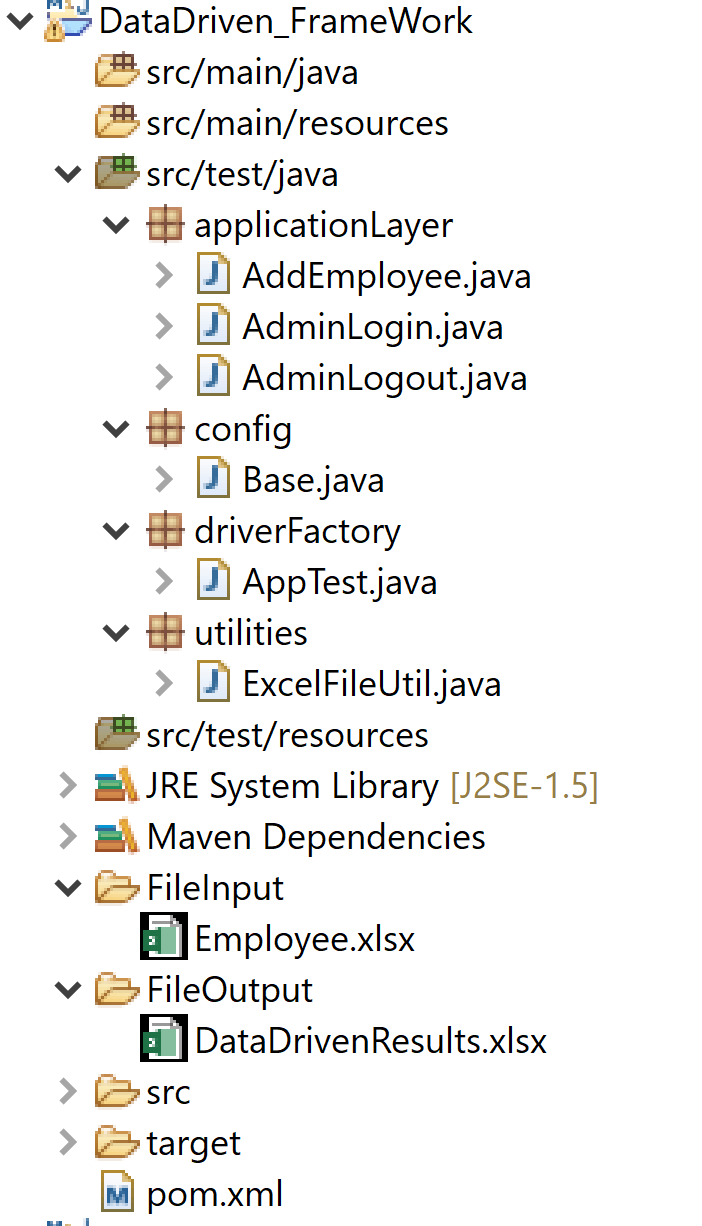 DataDriven_FrameWork
src/main/java
src/main/resources
src/test/java
applicationLayer
AddEmployee.java
AdminLogin.java
AdminLogout.java
config
Base.java
driverFactory
AppTest.java
utilities
ExcelFileUtil.java
src/test/resources
JRE System Library [J2SE-1.5]
Maven Dependencies
FileInput
Employee.xlsx
FileOutput
DataDrivenResults.xlsx
src
target
pom.xml